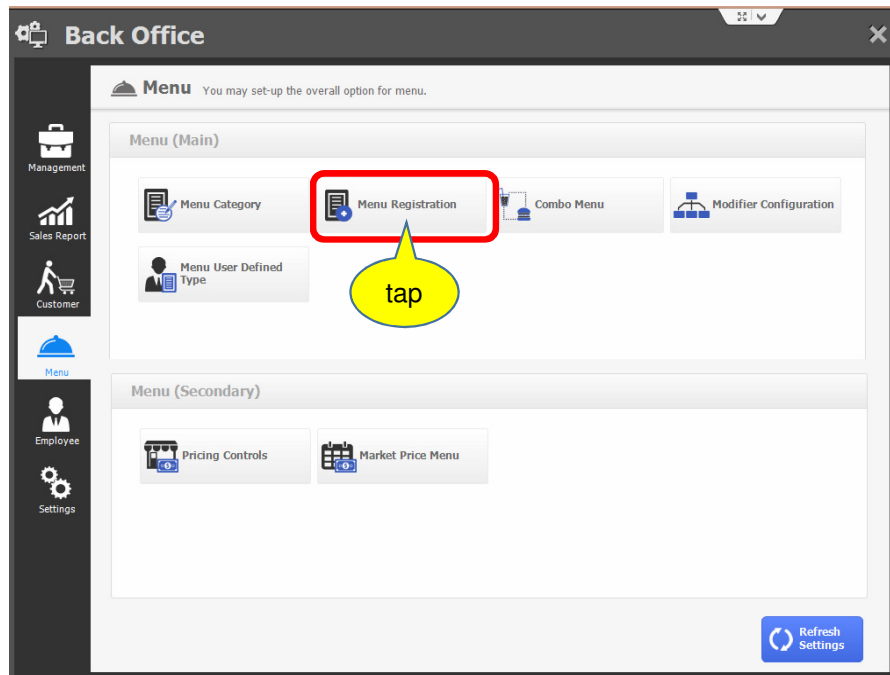 Back Office
Menu You may set-up the overall option for menu.
Menu (Main)
Management
Menu Category
Menu Registration
Combo Menu
Modifier Configuration
Sales Report
Menu User Defined
Type
tap
Customer
Menu
Menu (Secondary)
Employee
Pricing Controls
Market Price Menu
Settings
Refresh
Settings